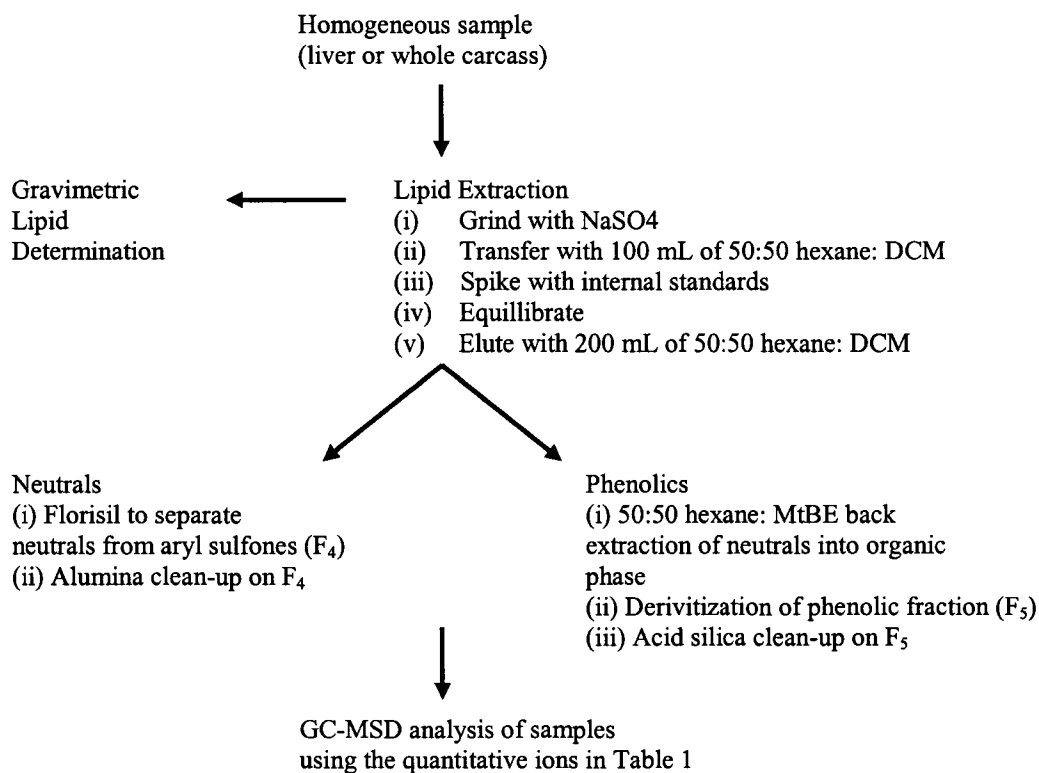 Homogeneous sample
(liver or whole carcass)
Gravimetric
Lipid
Determination
Lipid Extraction
(i) Grind with NaSO4
(ii) Transfer with 100 mL of 50:50 hexane: DCM
(iii) Spike with internal standards
(iv) Equillibrate
(v) Elute with 200 mL of 50:50 hexane: DCM
Neutrals
(i) Florisil to separate
neutrals from aryl sulfones (F₄)
(ii) Alumina clean-up on F₄
Phenolics
(i) 50:50 hexane: MtBE back
extraction of neutrals into organic
phase
(ii) Derivitization of phenolic fraction (F₅)
(iii) Acid silica clean-up on F₅
GC-MSD analysis of samples
using the quantitative ions in Table 1